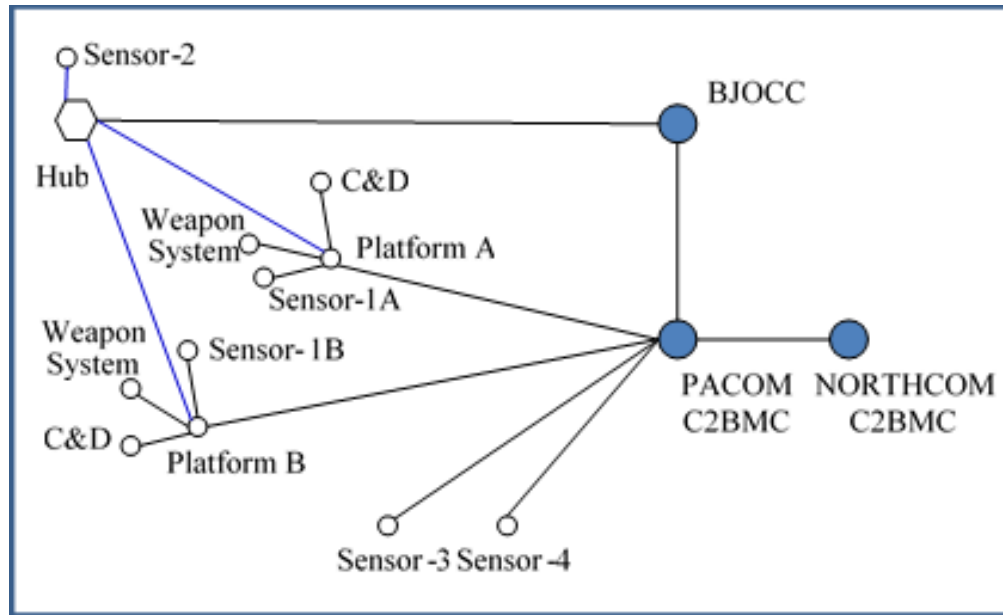 Sensor-2
BJOCC
Hub
C&D
Weapon
System
Platform A
Sensor-1A
Weapon
System
Sensor-1B
C&D
Platform B
PACOM
C2BMC
NORTHCOM
C2BMC
Sensor-3
Sensor-4